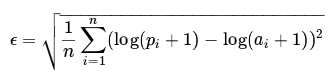 ϵ = √(1/n ∑_{i=1}^{n} (log(p_i + 1) − log(a_i + 1))²)